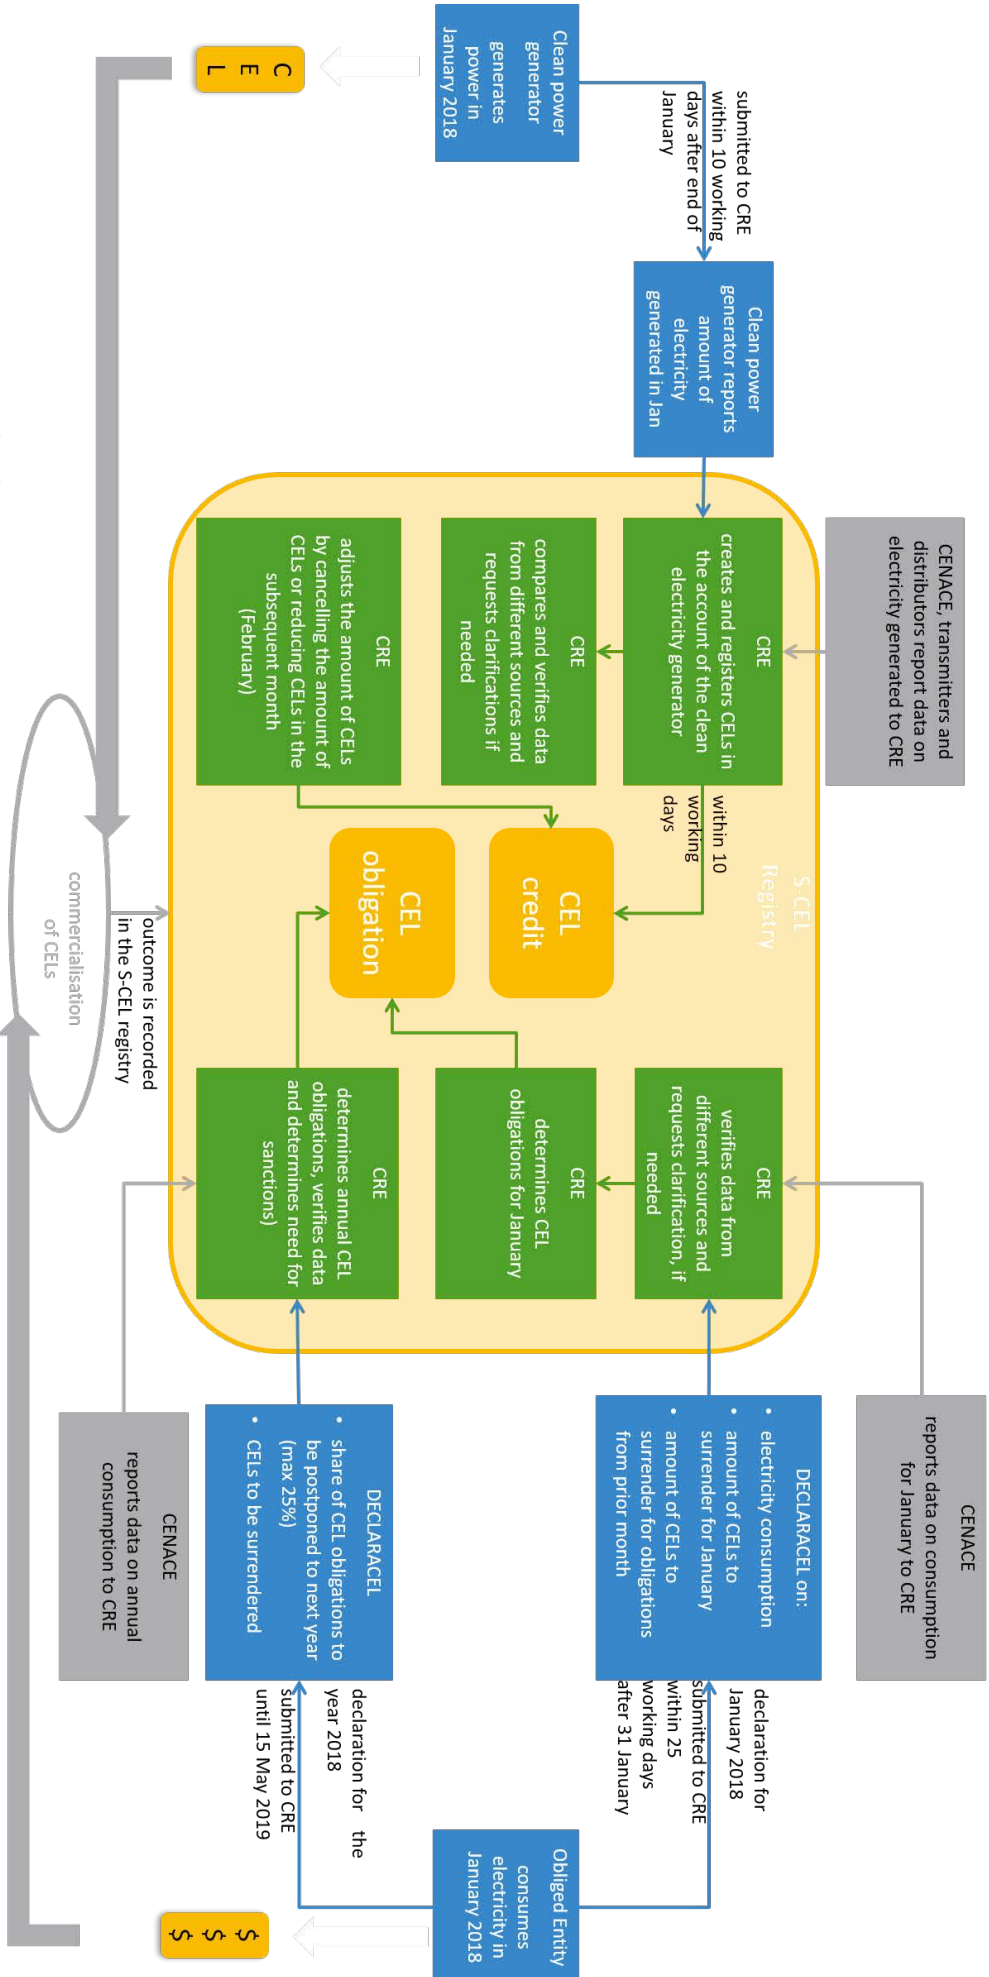 Clean power
generator
generates
power in
January 2018
C
E
L
submitted to CRE
within 10 working
days after end of
January
Clean power
generator reports
amount of
electricity
generated in Jan
CENACE, transmitters and
distributors report data on
electricity generated to CRE
CRE
creates and registers CELs in
the account of the clean
electricity generator
CRE
compares and verifies data
from different sources and
requests clarifications if
needed
CRE
adjusts the amount of CELs
by cancelling the amount of
CELs or reducing CELs in the
subsequent month
(February)
within 10
working
days
S-CEL
Registry
CEL
credit
CEL
obligation
commercialisation
of CELs
outcome is recorded
in the S-CEL registry
CRE
verifies data from
different sources and
requests clarification, if
needed
CRE
determines CEL
obligations for January
CRE
determines annual CEL
obligations, verifies data
and determines need for
sanctions)
CENACE
reports data on consumption
for January to CRE
DECLARACEL on:
• electricity consumption
• amount of CELs to
surrender for January
• amount of CELs to
surrender for obligations
from prior month
DECLARACEL
• share of CEL obligations to
be postponed to next year
(max 25%)
• CELs to be surrendered
CENACE
reports data on annual
consumption to CRE
declaration for
January 2018
submitted to CRE
within 25
working days
after 31 January
declaration for the
year 2018
submitted to CRE
until 15 May 2019
Obliged Entity
consumes
electricity in
January 2018
$
$
$